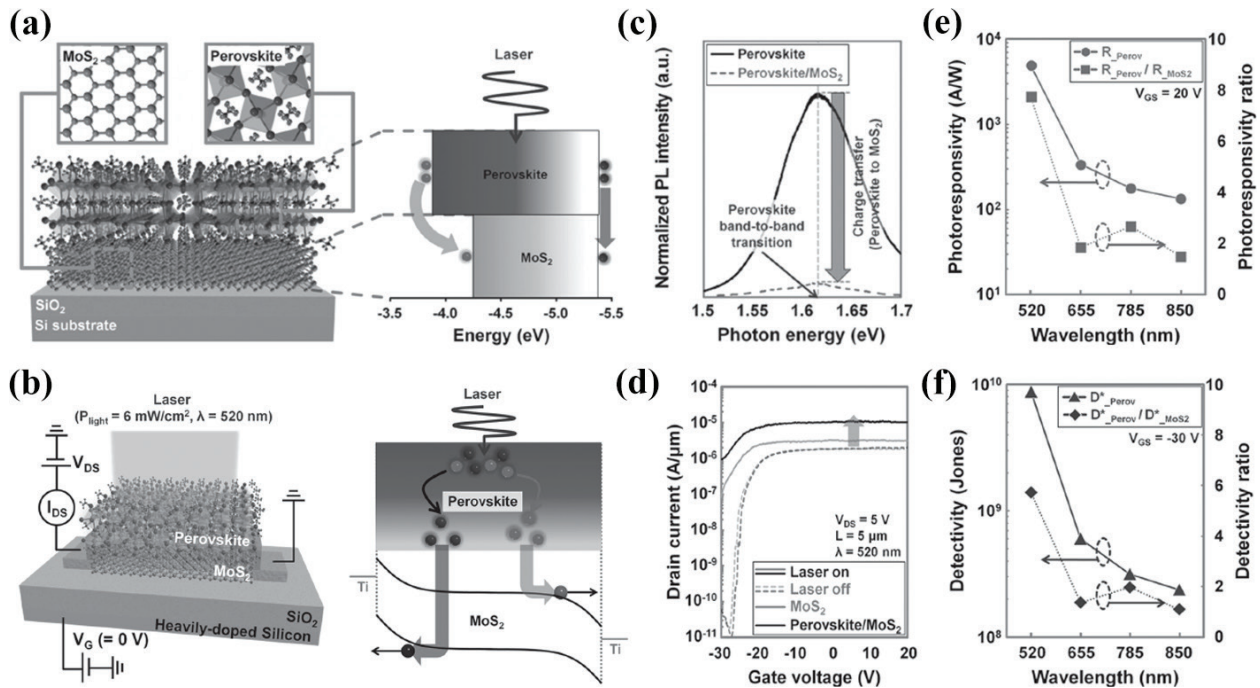 (a)
MoS2
Perovskite
SiO2
Si substrate
Laser
Perovskite
MoS2
-3.5 -4.0 -4.5 -5.0 -5.5
Energy (eV)
(b)
Laser
(Plight = 6 mW/cm2, λ = 520 nm)
VDS
IDS
Perovskite
MoS2
SiO2
Heavily-doped Silicon
VG (= 0 V)
Laser
Perovskite
Ti
MoS2
Ti
(c)
Normalized PL intensity (a.u.)
Perovskite
Perovskite/MoS2
Perovskite
band-to-band
transition
Charge transfer
(Perovskite to MoS2)
1.5 1.55 1.6 1.65 1.7
Photon energy (eV)
(d)
Drain current (A/μm)
10-4
10-5
10-6
10-7
10-8
10-9
10-10
10-11
VDS = 5 V
L = 5 μm
λ = 520 nm
Laser on
Laser off
MoS2
Perovskite/MoS2
-30 -20 -10 0 10 20
Gate voltage (V)
(e)
Photoresponsivity (A/W)
104
103
102
101
R_Perov
R_Perov / R_MoS2
VGS = 20 V
10
8
6
4
2
0
Photoresponsivity ratio
520 655 785 850
Wavelength (nm)
(f)
Detectivity (Jones)
1010
109
108
D*_Perov
D*_Perov / D*_MoS2
VGS = -30 V
10
8
6
4
2
0
Detectivity ratio
520 655 785 850
Wavelength (nm)